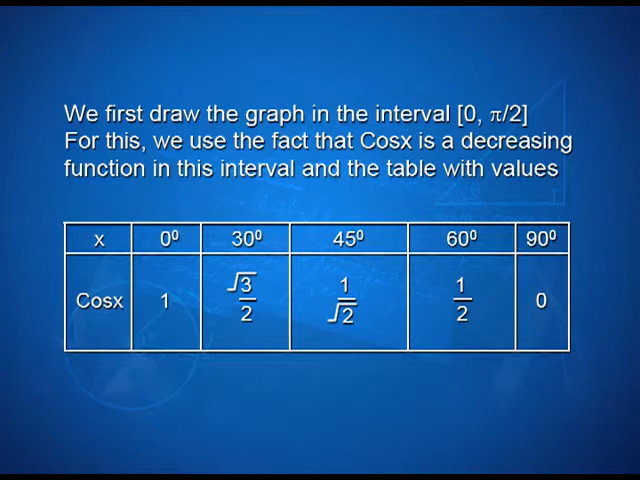 We first draw the graph in the interval [0, π/2]
For this, we use the fact that Cosx is a decreasing
function in this interval and the table with values
x 0⁰ 30⁰ 45⁰ 60⁰ 90⁰
Cosx 1 √3/2 1/√2 1/2 0